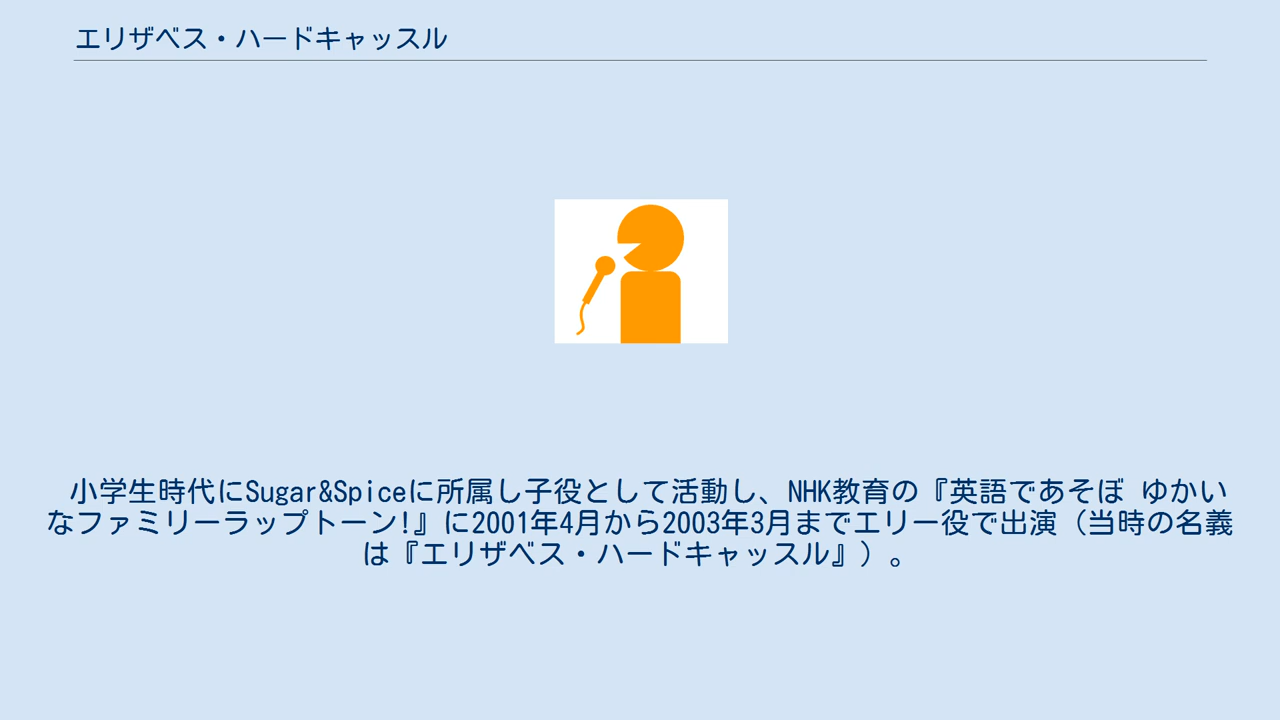 エリザベス・ハードキャッスル
小学生時代にSugar&Spiceに所属し子役として活動し、NHK教育の『英語であそぼ ゆかい
なファミリーラップトーン!』に2001年4月から2003年3月までエリー役で出演（当時の名義
は『エリザベス・ハードキャッスル』）。